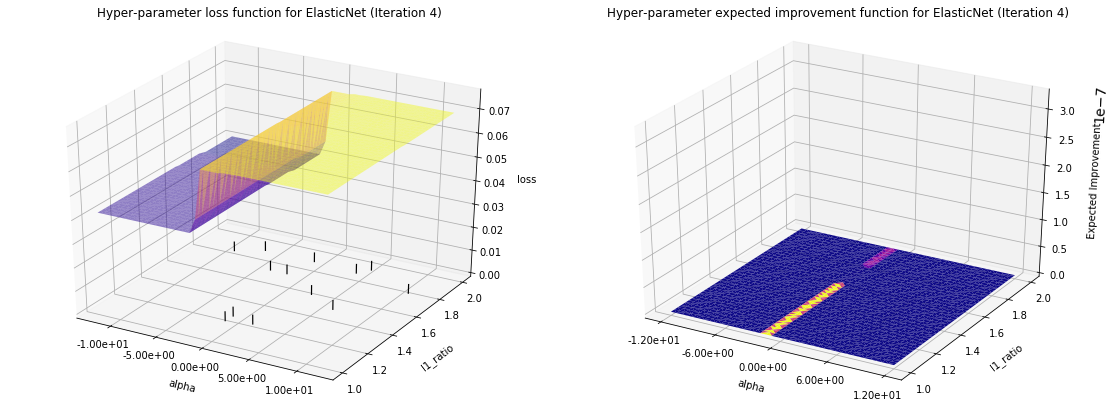 Hyper-parameter loss function for ElasticNet (Iteration 4)
0.07
0.06
0.05
loss
0.04
0.03
0.02
0.01
0.00
2.0
1.8
1.6
1.4
1.2
1.0
l1_ratio
-1.00e+01
-5.00e+00
0.00e+00
5.00e+00
1.00e+01
alpha
Hyper-parameter expected improvement function for ElasticNet (Iteration 4)
1e−7
3.0
2.5
2.0
1.5
1.0
0.5
0.0
Expected Improvement
2.0
1.8
1.6
1.4
1.2
1.0
l1_ratio
-1.20e+01
-6.00e+00
0.00e+00
6.00e+00
1.20e+01
alpha